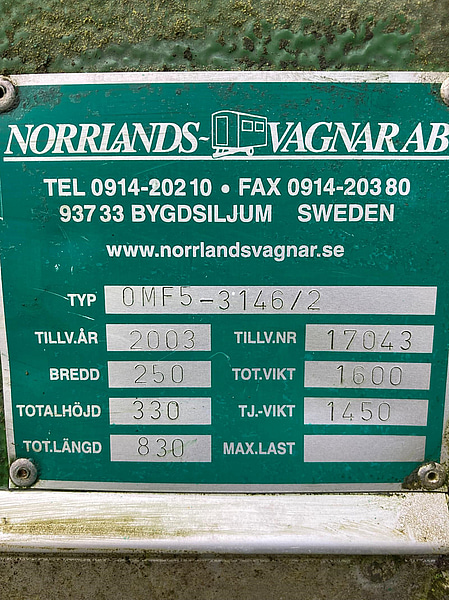 NORRLANDS-VAGNAR AB
TEL 0914-202 10 • FAX 0914-203 80
937 33 BYGDSILJUM SWEDEN
www.norrlandsvagnar.se
TYP OMF5-3146/2
TILLV.ÅR 2003 TILLV.NR 17043
BREDD 250 TOT.VIKT 1600
TOTALHÖJD 330 TJ.-VIKT 1450
TOT.LÄNGD 830 MAX.LAST